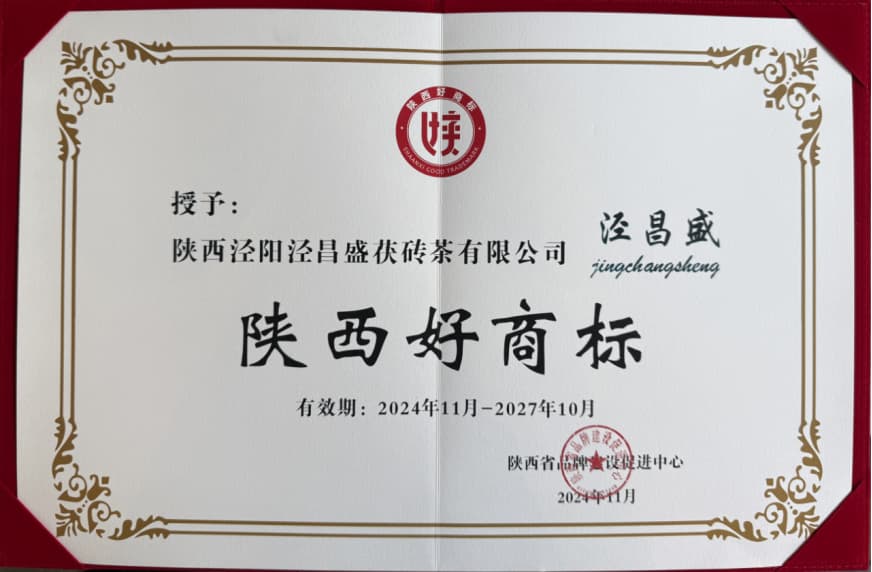 陕西好商标
SHAANXI GOOD TRADEMARK
授予：
陕西泾阳泾昌盛茯砖茶有限公司
泾昌盛
jingchangsheng
陕西好商标
有效期：2024年11月-2027年10月
陕西省品牌建设促进中心
2024年11月